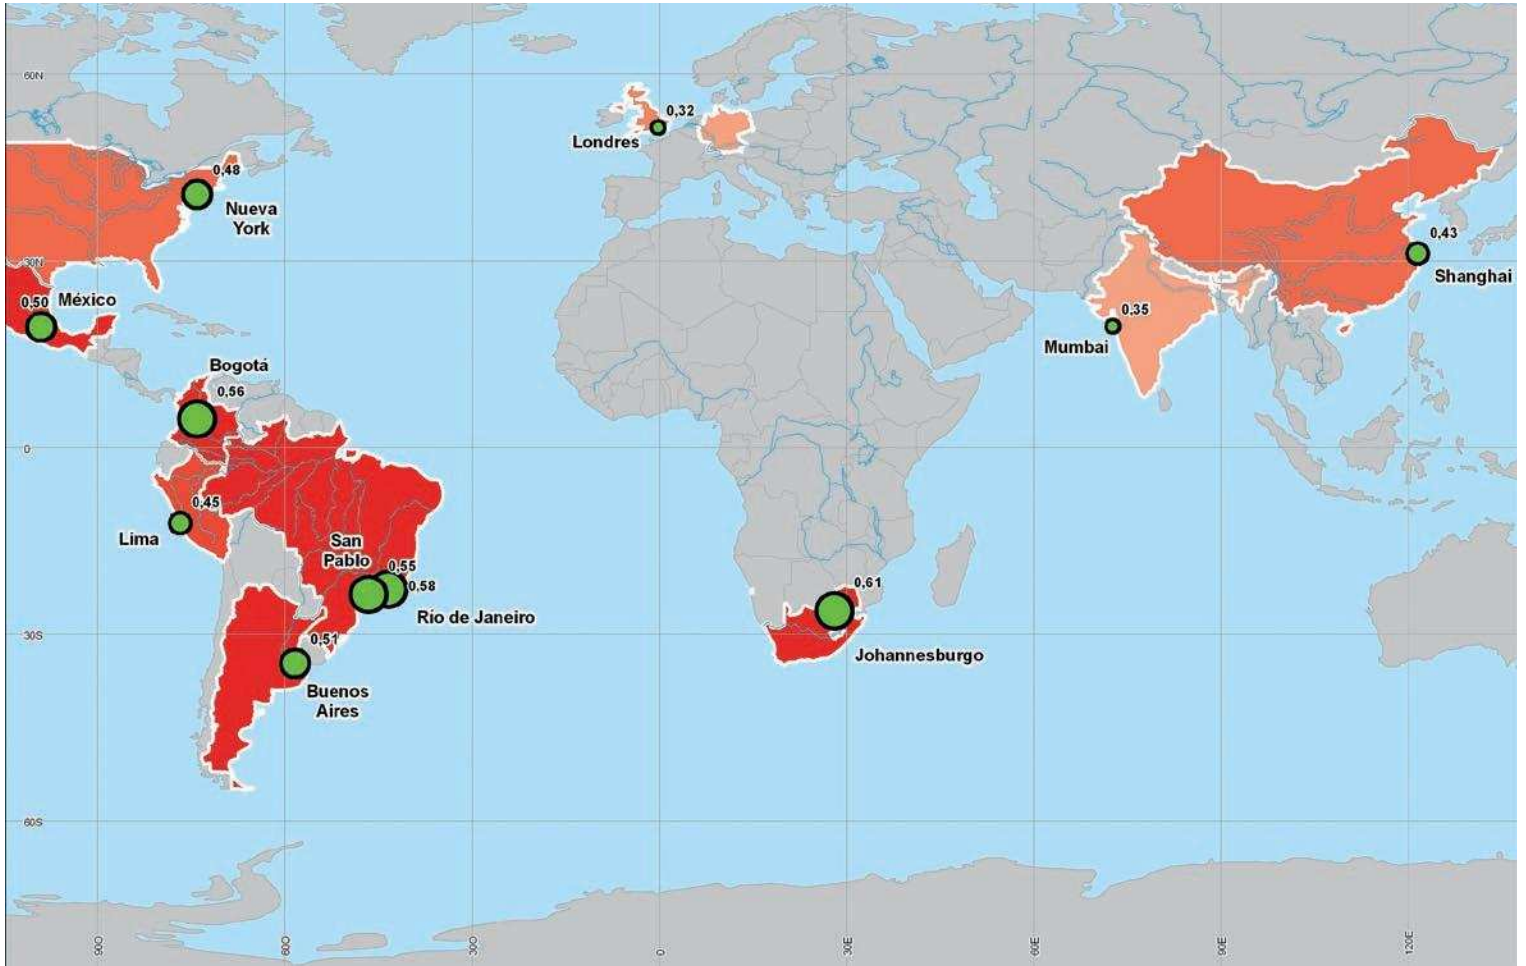 60N
0,32
Londres
0,48
Nueva
York
0,43
Shanghai
30N
0,50
México
0,35
Mumbai
Bogotá
0,56
0
0,45
Lima
San
Pablo
0,55
0,58
Río de Janeiro
0,61
Johannesburgo
30S
0,51
Buenos
Aires
60S
90O
60O
30O
0
30E
60E
90E
120E